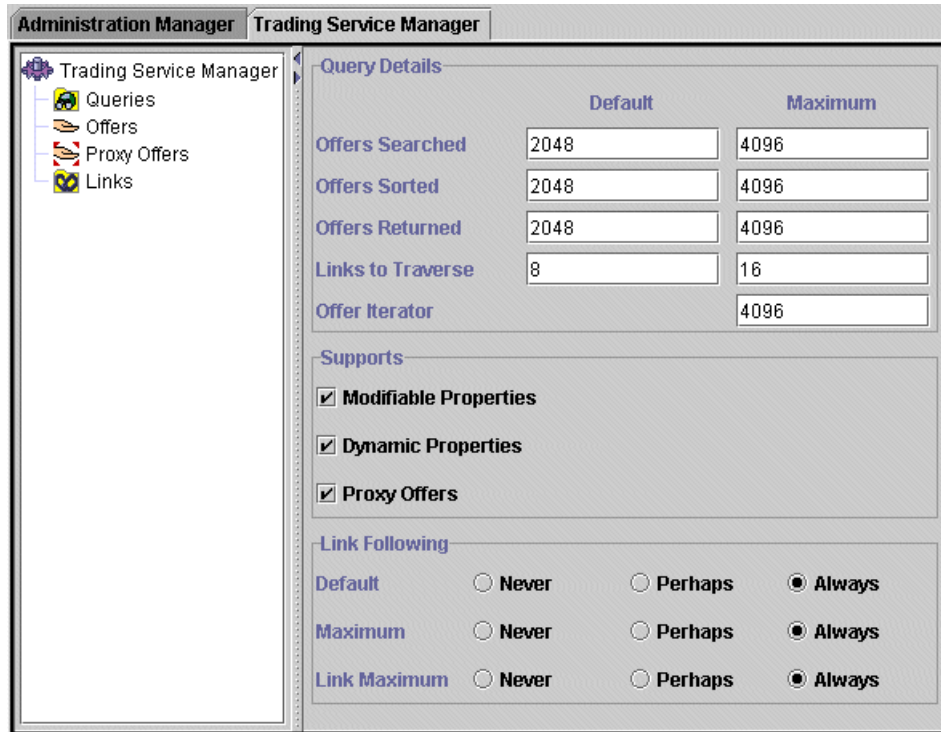 Administration Manager Trading Service Manager
Trading Service Manager
Queries
Offers
Proxy Offers
Links
Query Details
Default Maximum
Offers Searched 2048 4096
Offers Sorted 2048 4096
Offers Returned 2048 4096
Links to Traverse 8 16
Offer Iterator 4096
Supports
Modifiable Properties
Dynamic Properties
Proxy Offers
Link Following
Default Never Perhaps Always
Maximum Never Perhaps Always
Link Maximum Never Perhaps Always